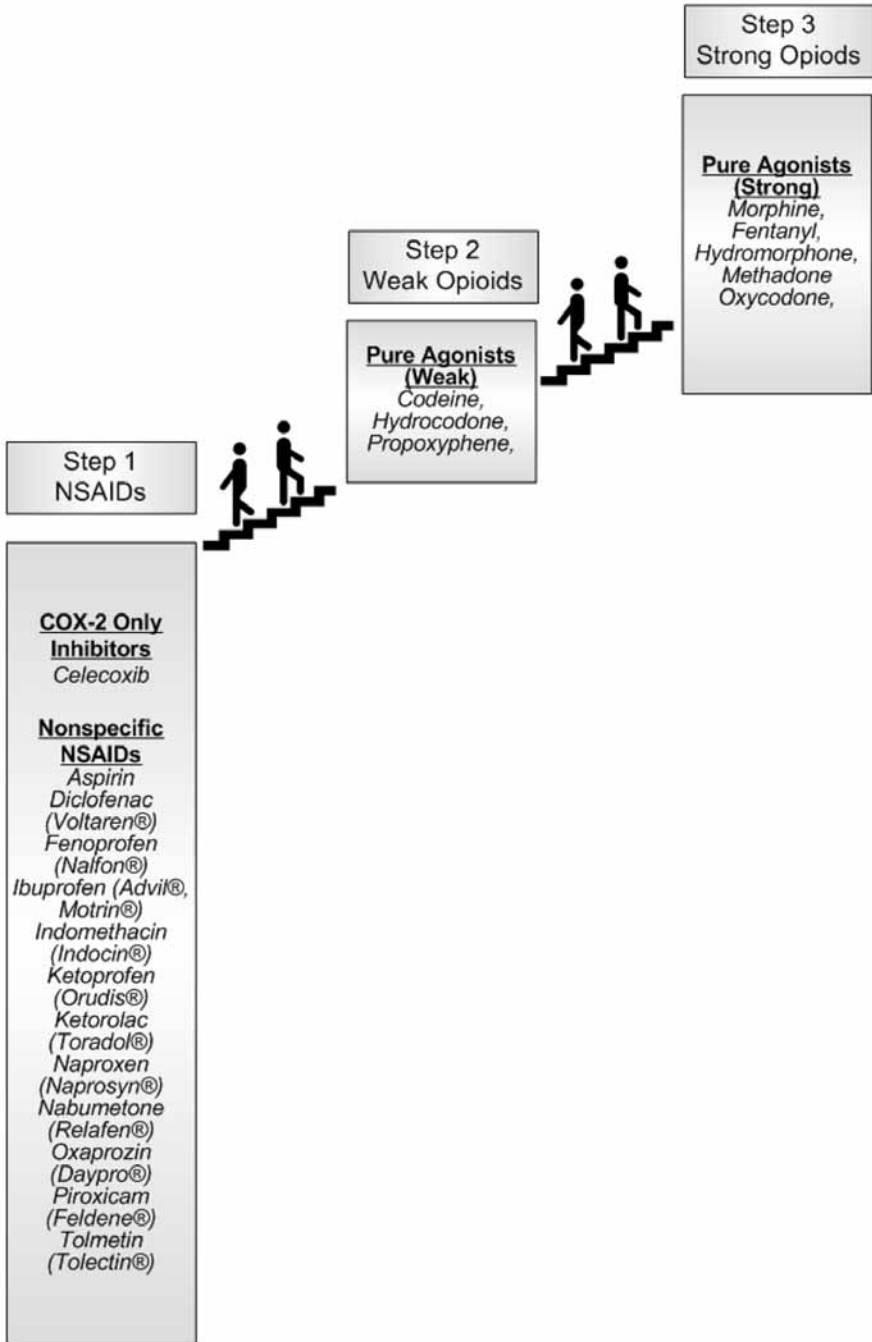 Step 1
NSAIDs
COX-2 Only
Inhibitors
Celecoxib
Nonspecific
NSAIDs
Aspirin
Diclofenac
(Voltaren®)
Fenoprofen
(Nalfon®)
Ibuprofen (Advil®,
Motrin®)
Indomethacin
(Indocin®)
Ketoprofen
(Orudis®)
Ketorolac
(Toradol®)
Naproxen
(Naprosyn®)
Nabumetone
(Relafen®)
Oxaprozin
(Daypro®)
Piroxicam
(Feldene®)
Tolmetin
(Tolectin®)
Step 2
Weak Opioids
Pure Agonists
(Weak)
Codeine,
Hydrocodone,
Propoxyphene,
Step 3
Strong Opiods
Pure Agonists
(Strong)
Morphine,
Fentanyl,
Hydromorphone,
Methadone
Oxycodone,